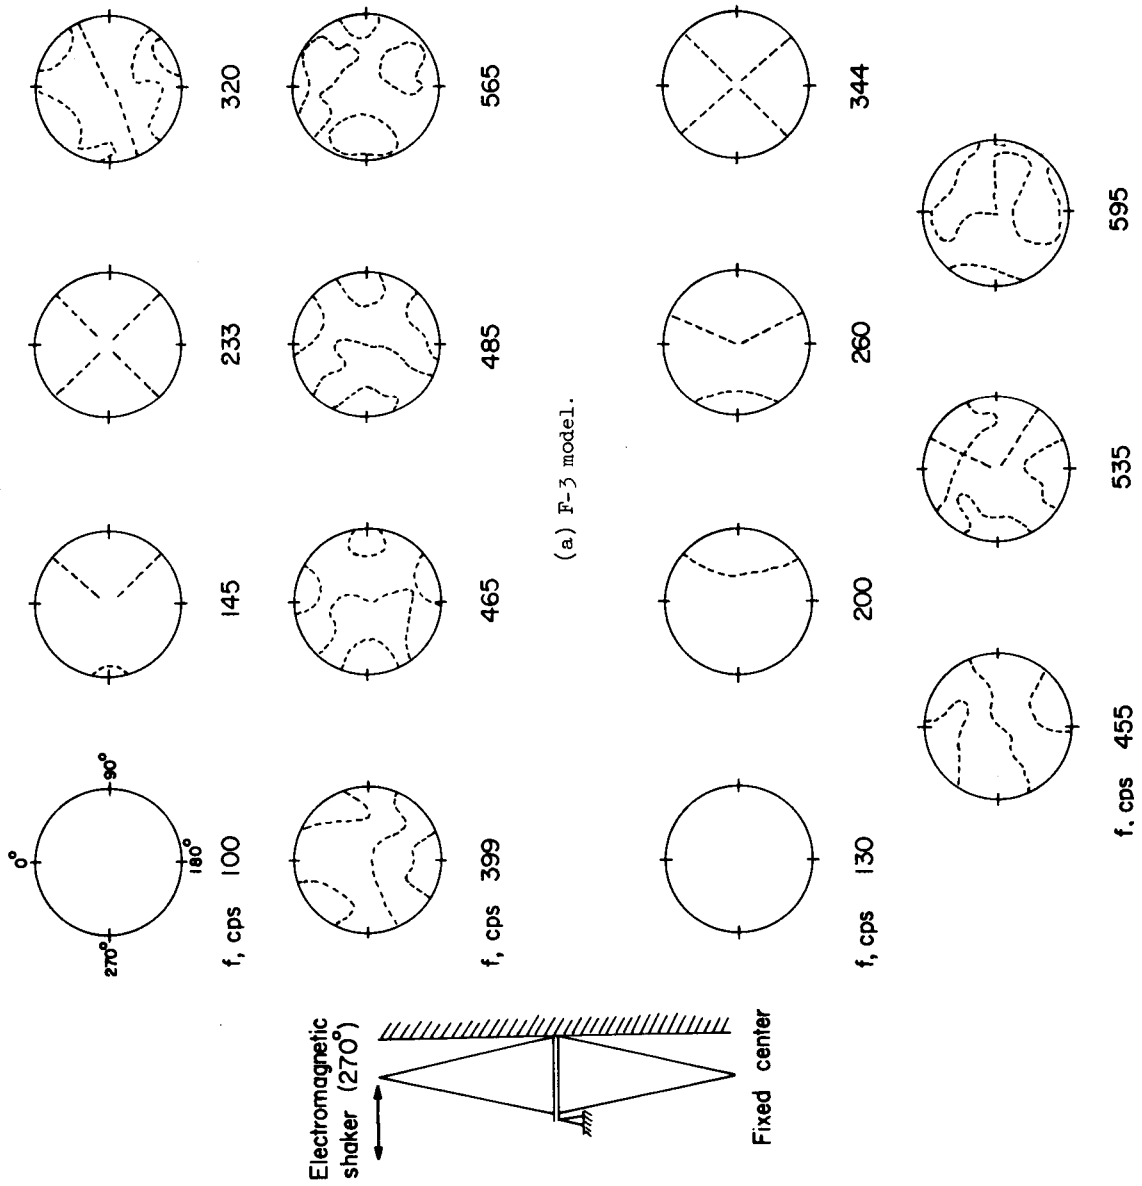 0°
270°
90°
180°
f, cps 100
145
233
320
f, cps 399
465
485
565
(a) F-3 model.
Electromagnetic
shaker (270°)
Fixed center
f, cps 130
200
260
344
f, cps 455
535
595